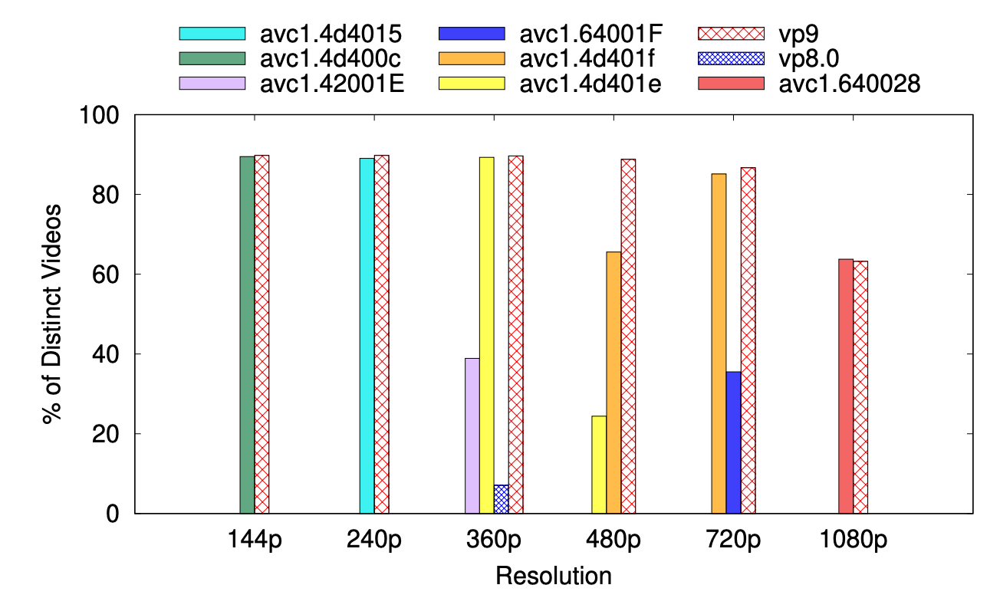 avc1.4d4015 avc1.64001F vp9
avc1.4d400c avc1.4d401f vp8.0
avc1.42001E avc1.4d401e avc1.640028
100
80
60
40
20
0
% of Distinct Videos
144p 240p 360p 480p 720p 1080p
Resolution